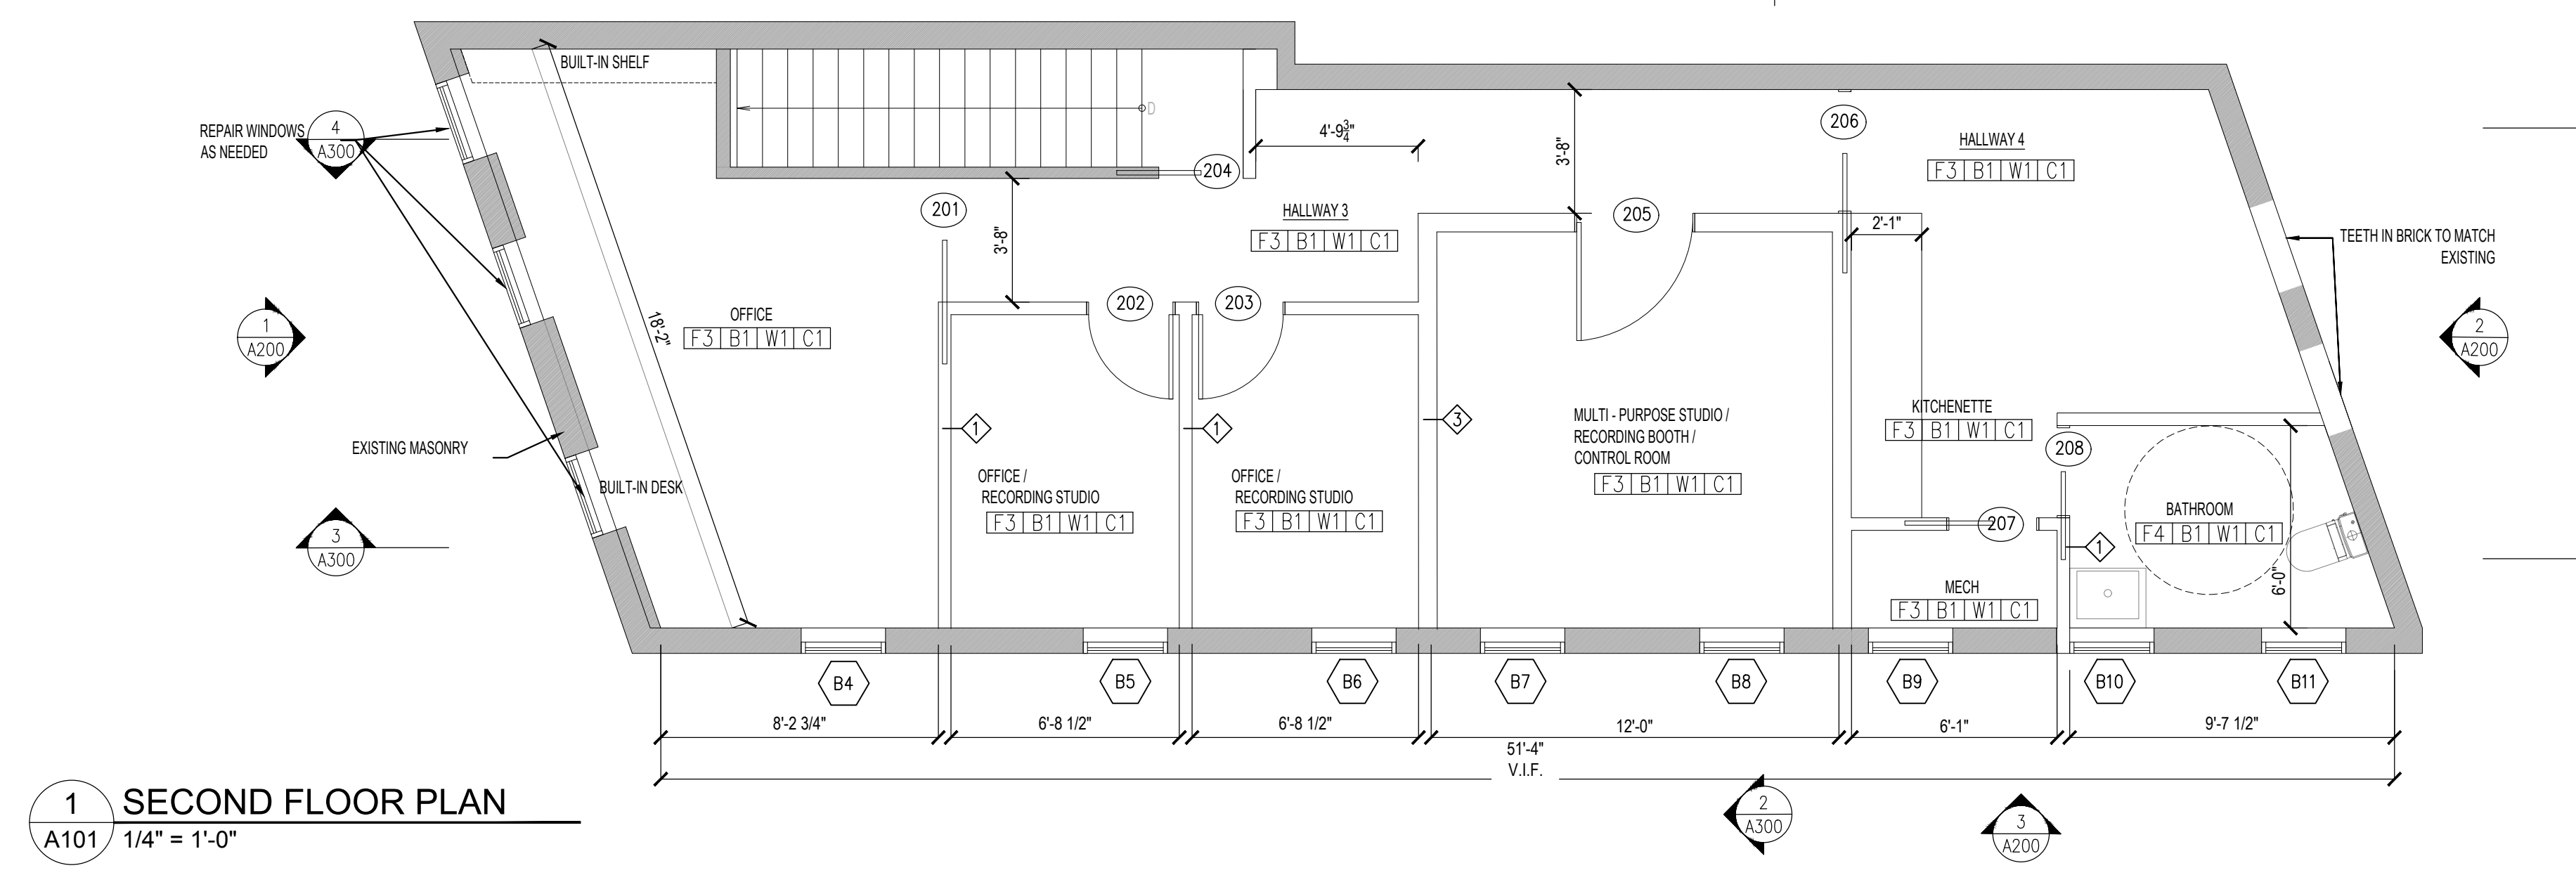 BUILT-IN SHELF
REPAIR WINDOWS
AS NEEDED
4
A300
D
204
4'-9 3/4"
3'-8"
206
HALLWAY 4
F3 B1 W1 C1
201
3'-8"
HALLWAY 3
F3 B1 W1 C1
205
2'-1"
TEETH IN BRICK TO MATCH
EXISTING
1
A200
OFFICE
F3 B1 W1 C1
18'-2"
202
203
2
A200
EXISTING MASONRY
1
1
3
MULTI - PURPOSE STUDIO /
RECORDING BOOTH /
CONTROL ROOM
F3 B1 W1 C1
KITCHENETTE
F3 B1 W1 C1
208
BUILT-IN DESK
OFFICE /
RECORDING STUDIO
F3 B1 W1 C1
OFFICE /
RECORDING STUDIO
F3 B1 W1 C1
207
1
BATHROOM
F4 B1 W1 C1
6'-0"
3
A300
MECH
F3 B1 W1 C1
B4
B5
B6
B7
B8
B9
B10
B11
8'-2 3/4"
6'-8 1/2"
6'-8 1/2"
12'-0"
6'-1"
9'-7 1/2"
51'-4"
V.I.F.
1
A101
SECOND FLOOR PLAN
1/4" = 1'-0"
2
A300
3
A200